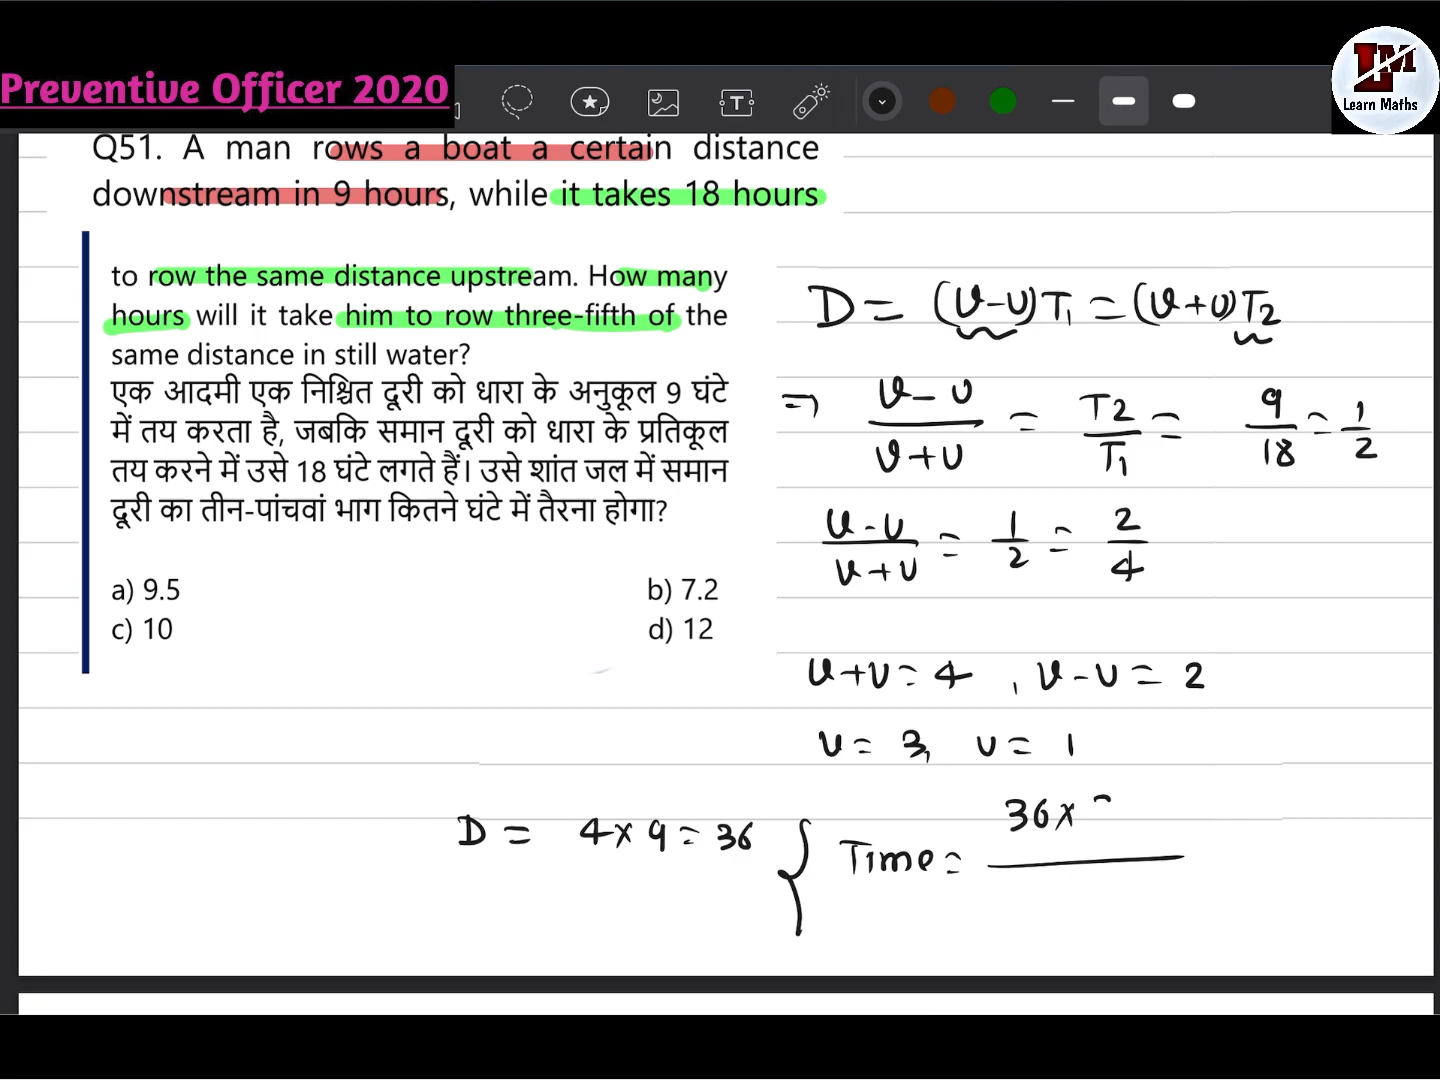 Preventive Officer 2020
LM
Learn Maths
T
Q51. A man rows a boat a certain distance
downstream in 9 hours, while it takes 18 hours
to row the same distance upstream. How many
hours will it take him to row three-fifth of the
same distance in still water?
एक आदमी एक निश्चित दूरी को धारा के अनुकूल 9 घंटे
में तय करता है, जबकि समान दूरी को धारा के प्रतिकूल
तय करने में उसे 18 घंटे लगते हैं। उसे शांत जल में समान
दूरी का तीन-पांचवां भाग कितने घंटे में तैरना होगा?
a) 9.5 b) 7.2
c) 10 d) 12
D = (v-u)T₁ = (v+u)T₂
⇒ v-u / v+u = T2 / T₁ = 9 / 18 = 1 / 2
v-u / v+u = 1 / 2 = 2 / 4
v+u = 4 , v-u = 2
v = 3, u = 1
D = 4 x 9 = 36 { Time = 36 x